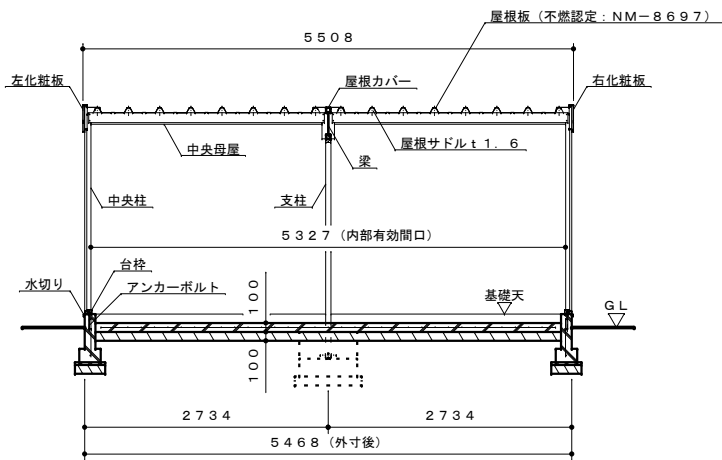 屋根板（不燃認定：NM－8697）
5508
左化粧板
屋根カバー
右化粧板
中央母屋
梁
屋根サドルｔ1．6
中央柱
支柱
5327（内部有効間口）
台枠
水切り
アンカーボルト
100
基礎天
GL
100
2734
2734
5468（外寸後）